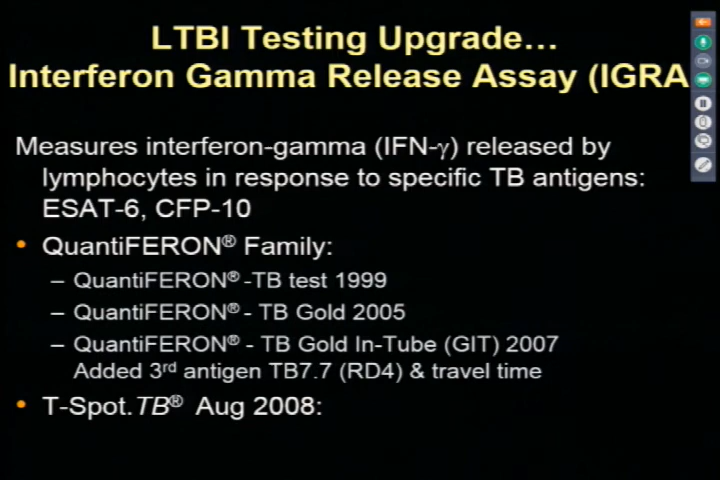 LTBI Testing Upgrade…
Interferon Gamma Release Assay (IGRA
Measures interferon-gamma (IFN-γ) released by
lymphocytes in response to specific TB antigens:
ESAT-6, CFP-10
• QuantiFERON® Family:
– QuantiFERON® -TB test 1999
– QuantiFERON® - TB Gold 2005
– QuantiFERON® - TB Gold In-Tube (GIT) 2007
Added 3rd antigen TB7.7 (RD4) & travel time
• T-Spot.TB® Aug 2008: